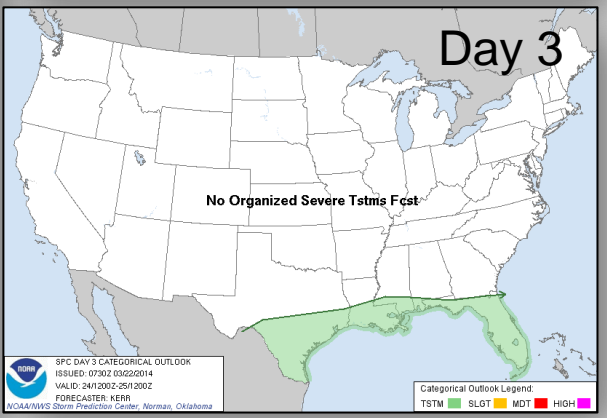 Day 3
No Organized Severe Tstms Fcst
NOAA
SPC DAY 3 CATEGORICAL OUTLOOK
ISSUED: 0730Z 03/22/2014
VALID: 24/1200Z-25/1200Z
FORECASTER: KERR
NOAA/NWS Storm Prediction Center, Norman, Oklahoma
Categorical Outlook Legend:
TSTM SLGT MDT HIGH